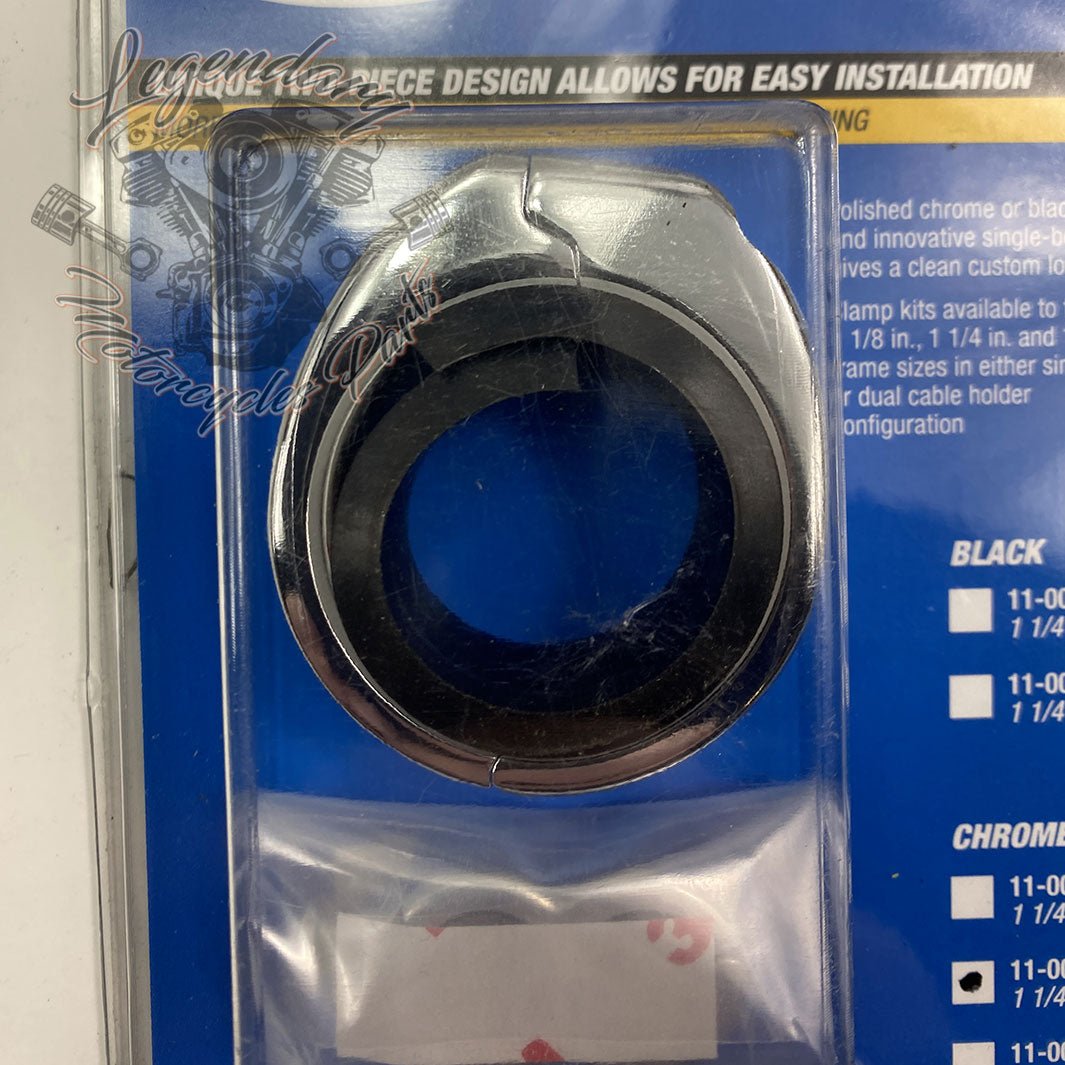 Legendary
Motorcycles Parts
PIECE DESIGN ALLOWS FOR EASY INSTALLATION
olished chrome or blac
nd innovative single-b
ives a clean custom lo
lamp kits available to
1/8 in., 1 1/4 in. and
rame sizes in either sin
r dual cable holder
onfiguration
BLACK
11-00
1 1/4
11-00
1 1/4
CHROME
11-00
1 1/4
11-00
1 1/4
11-00